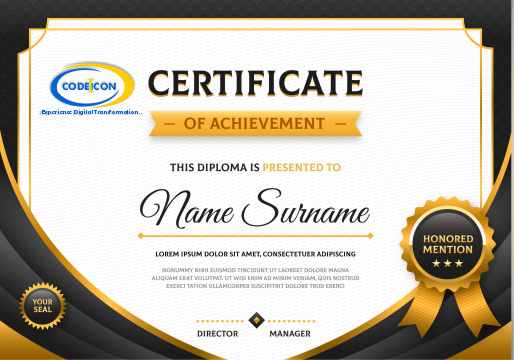 CODEICON
Experience Digital Transformation..
CERTIFICATE
OF ACHIEVEMENT
THIS DIPLOMA IS PRESENTED TO
Name Surname
LOREM IPSUM DOLOR SIT AMET, CONSECTETUER ADIPISCING
NONUMMY NIBH EUISMOD TINCIDUNT UT LAOREET DOLORE MAGNA
ALIQUAM ERAT VOLUTPAT. UT WISI ENIM AD MINIM VENIAM, QUIS NOSTRUD
EXERCI TATION ULLAMCORPER SUSCIPIT DOLORE DOLORE EXERCI
HONORED
MENTION
YOUR
SEAL
DIRECTOR MANAGER